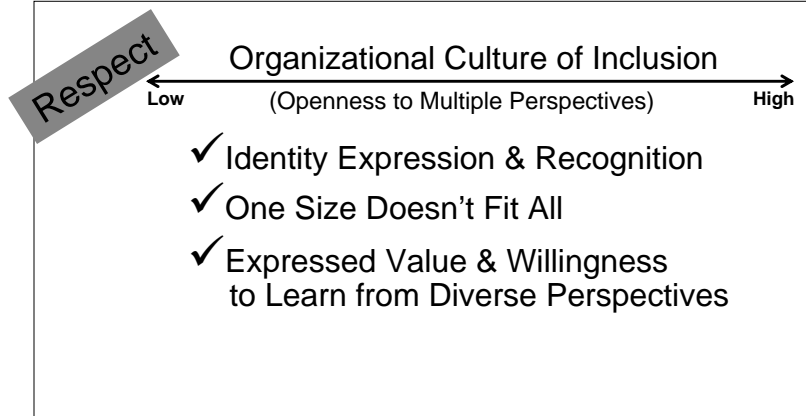 Respect
Organizational Culture of Inclusion
Low
(Openness to Multiple Perspectives)
High
✓Identity Expression & Recognition
✓One Size Doesn't Fit All
✓Expressed Value & Willingness
to Learn from Diverse Perspectives